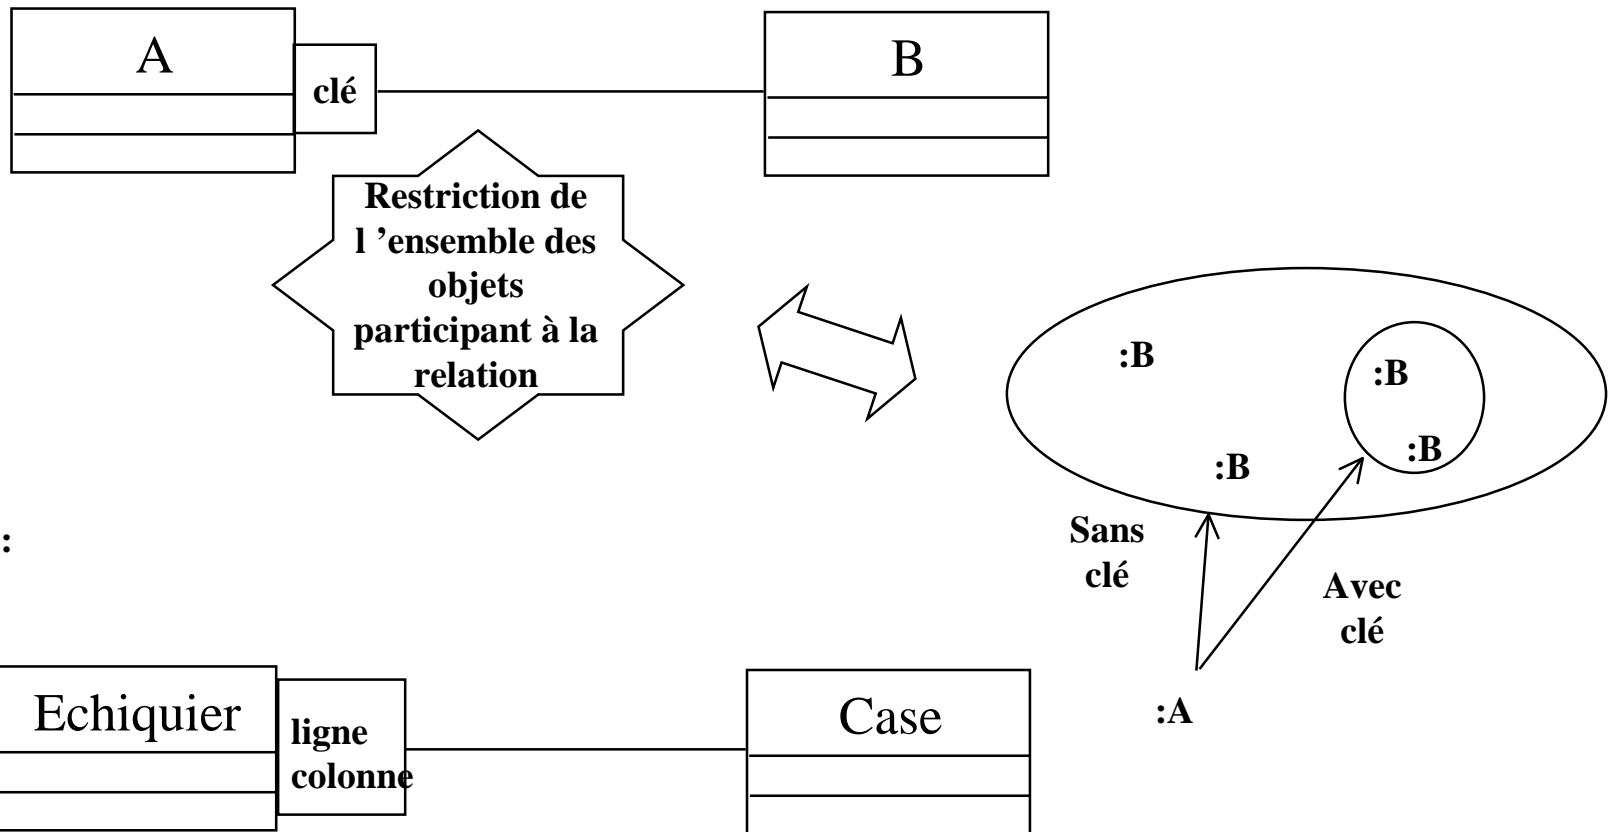 A
clé
B
Restriction de
l ’ensemble des
objets
participant à la
relation
:B
:B
:B
:B
Sans
clé
Avec
clé
:A
:
Echiquier
ligne
colonne
Case